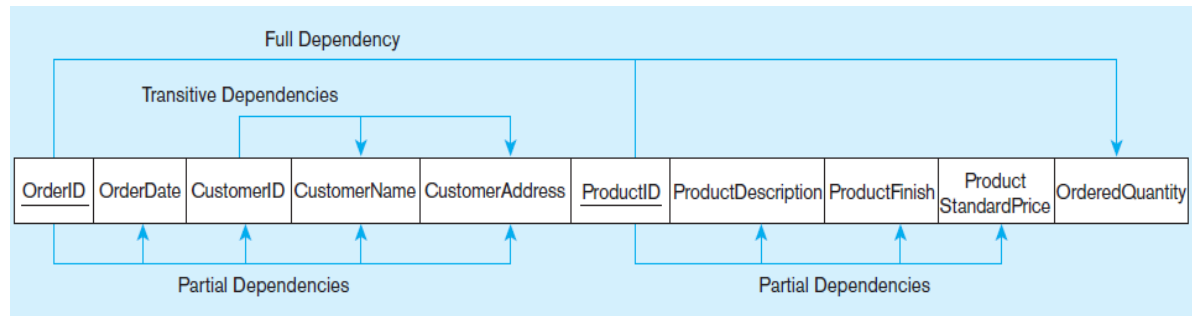 Full Dependency
Transitive Dependencies
OrderID OrderDate CustomerID CustomerName CustomerAddress ProductID ProductDescription ProductFinish Product StandardPrice OrderedQuantity
Partial Dependencies Partial Dependencies